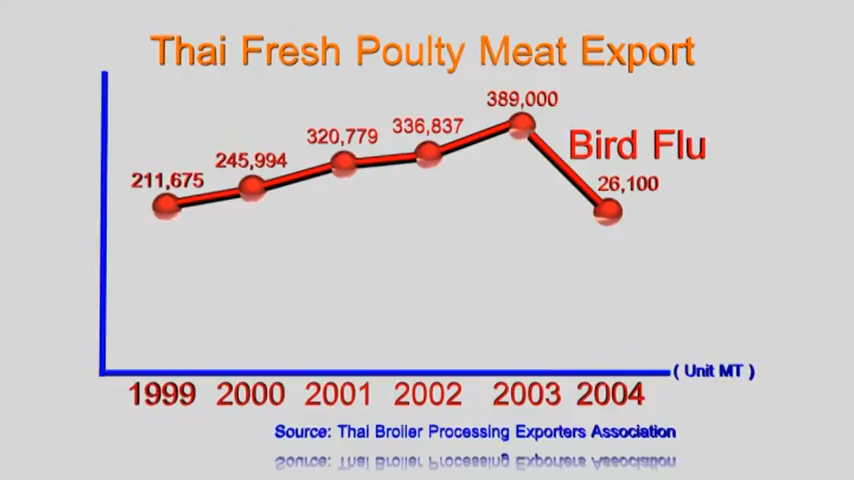 Thai Fresh Poulty Meat Export
389,000
336,837
320,779
Bird Flu
245,994
211,675
26,100
( Unit MT )
1999 2000 2001 2002 2003 2004
Source: Thai Broiler Processing Exporters Association
Source: Thai Broiler Processing Exporters Association